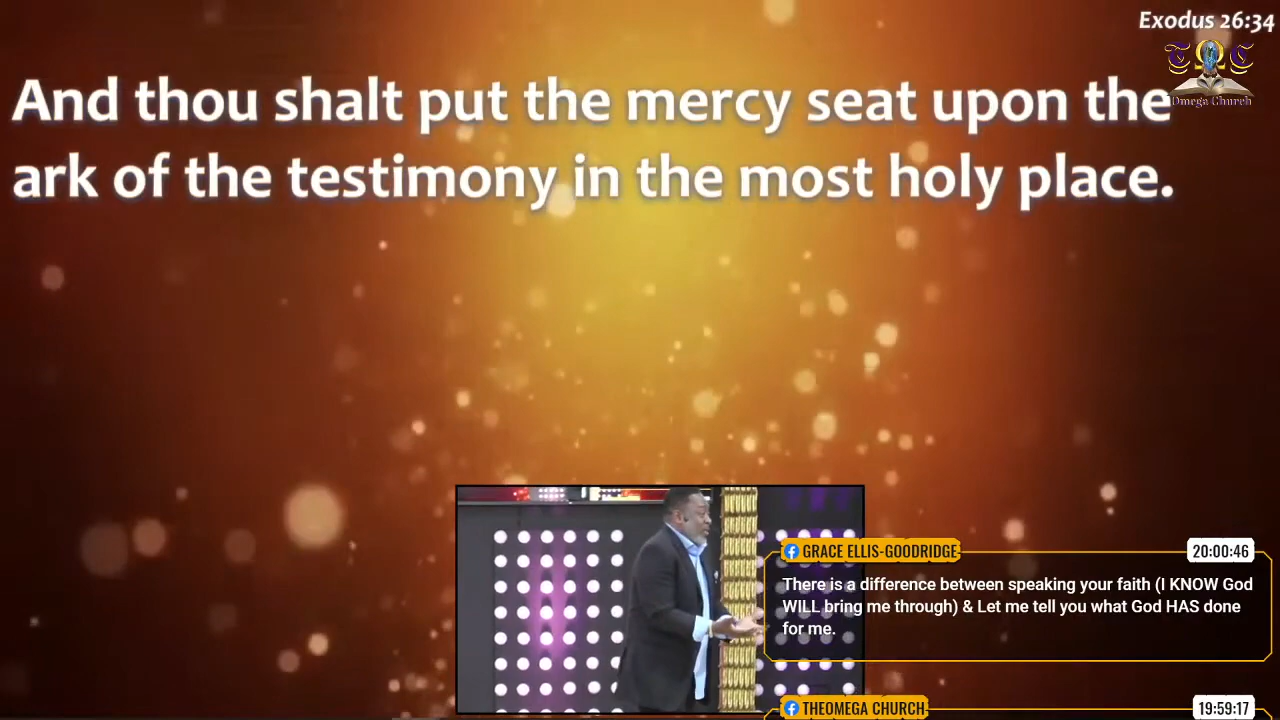 Exodus 26:34
TΩC
Omega Church
And thou shalt put the mercy seat upon the
ark of the testimony in the most holy place.
GRACE ELLIS-GOODRIDGE
20:00:46
There is a difference between speaking your faith (I KNOW God
WILL bring me through) & Let me tell you what God HAS done
for me.
THEOMEGA CHURCH
19:59:17